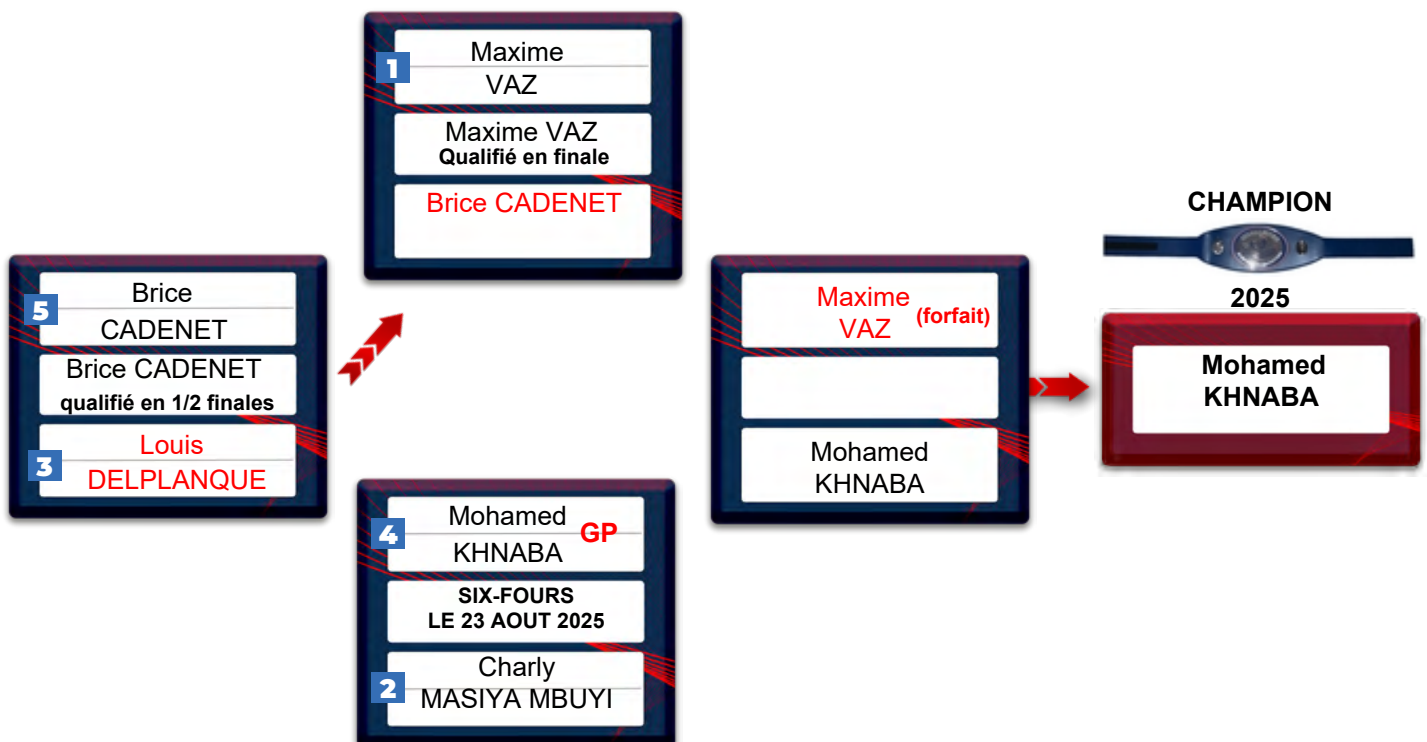 1
Maxime
VAZ
Maxime VAZ
Qualifié en finale
Brice CADENET
5
Brice
CADENET
Brice CADENET
qualifié en 1/2 finales
3
Louis
DELPLANQUE
4
Mohamed
KHNABA
GP
SIX-FOURS
LE 23 AOUT 2025
2
Charly
MASIYA MBUYI
Maxime
VAZ (forfait)
Mohamed
KHNABA
CHAMPION
2025
Mohamed
KHNABA